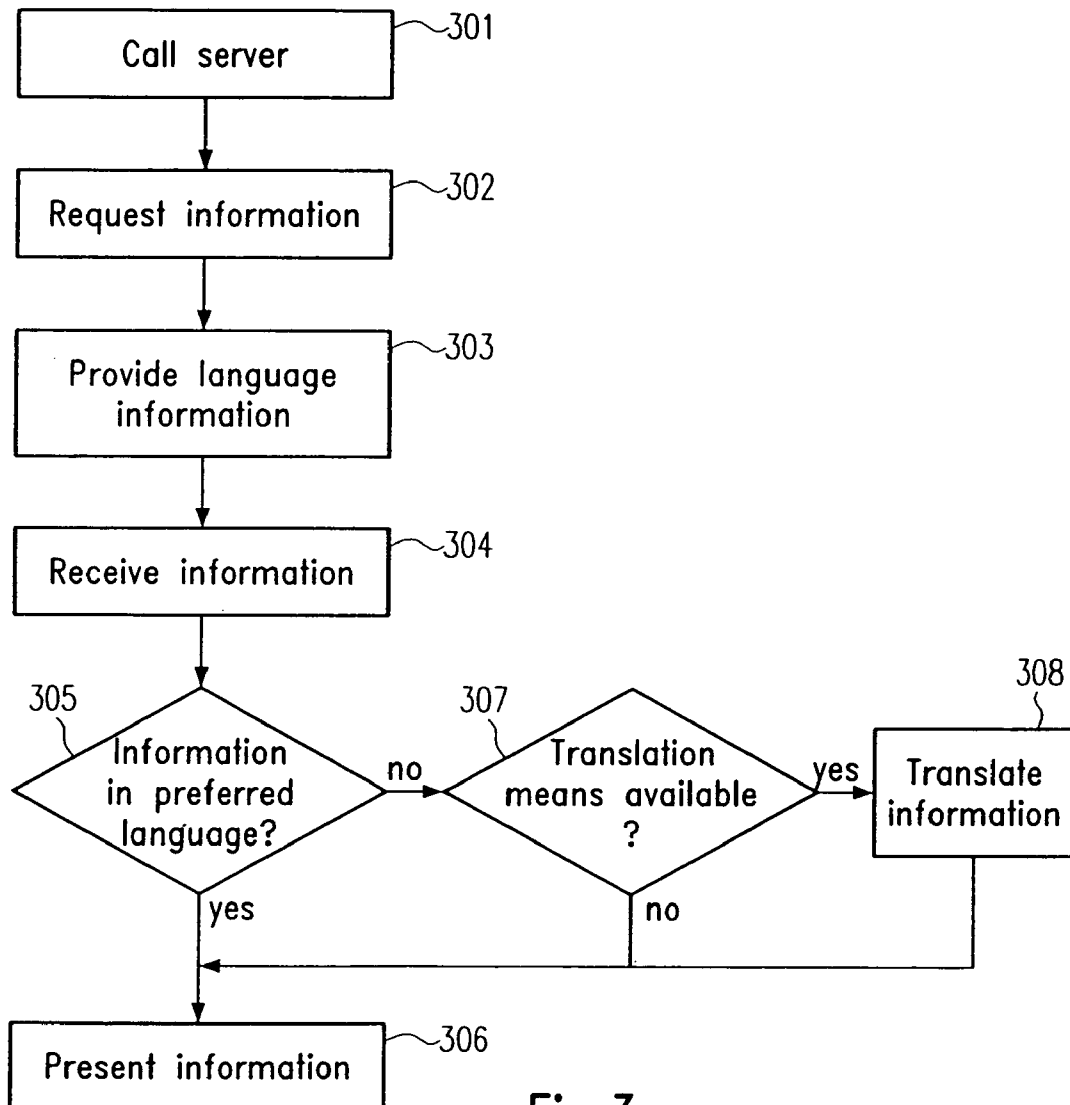 301
Call server
302
Request information
303
Provide language
information
304
Receive information
305
Information
in preferred
language?
no
307
Translation
means available
?
yes
308
Translate
information
yes
no
306
Present information